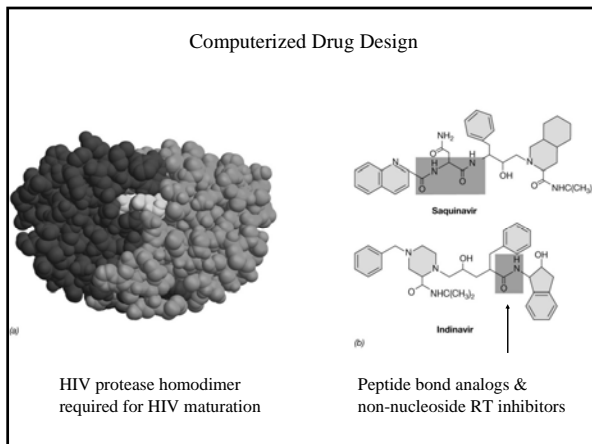 Computerized Drug Design
(a)
NH₂
O
N
H
N
O
O
H
N
OH
N
O
NHC(CH₃)₃
Saquinavir
N
N
O
NHC(CH₃)₂
OH
O
H
N
OH
Indinavir
(b)
HIV protease homodimer
required for HIV maturation
Peptide bond analogs &
non-nucleoside RT inhibitors